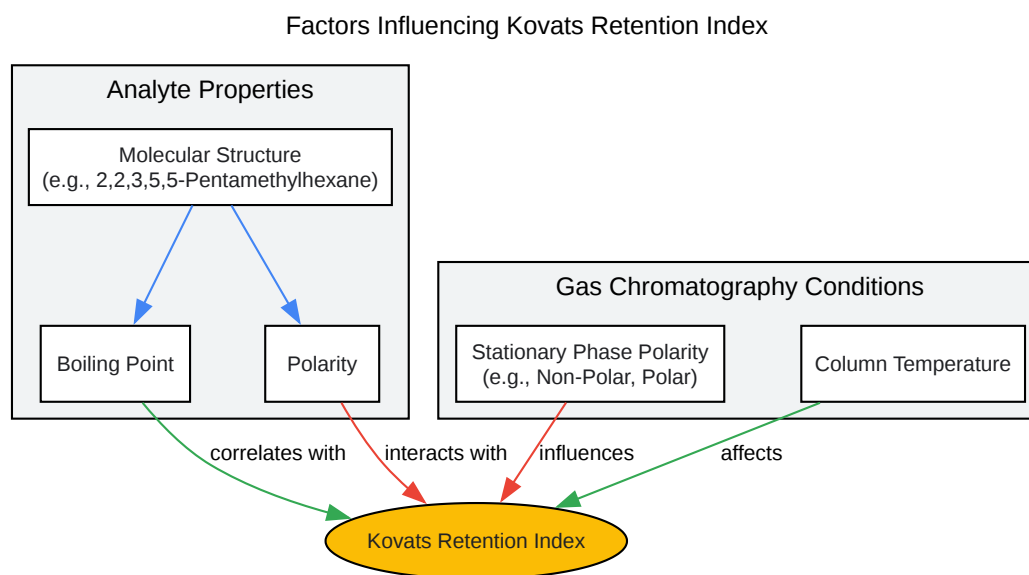 Factors Influencing Kovats Retention Index
Analyte Properties
Molecular Structure
(e.g., 2,2,3,5,5-Pentamethylhexane)
Boiling Point
Polarity
Gas Chromatography Conditions
Stationary Phase Polarity
(e.g., Non-Polar, Polar)
Column Temperature
correlates with
interacts with
influences
affects
Kovats Retention Index